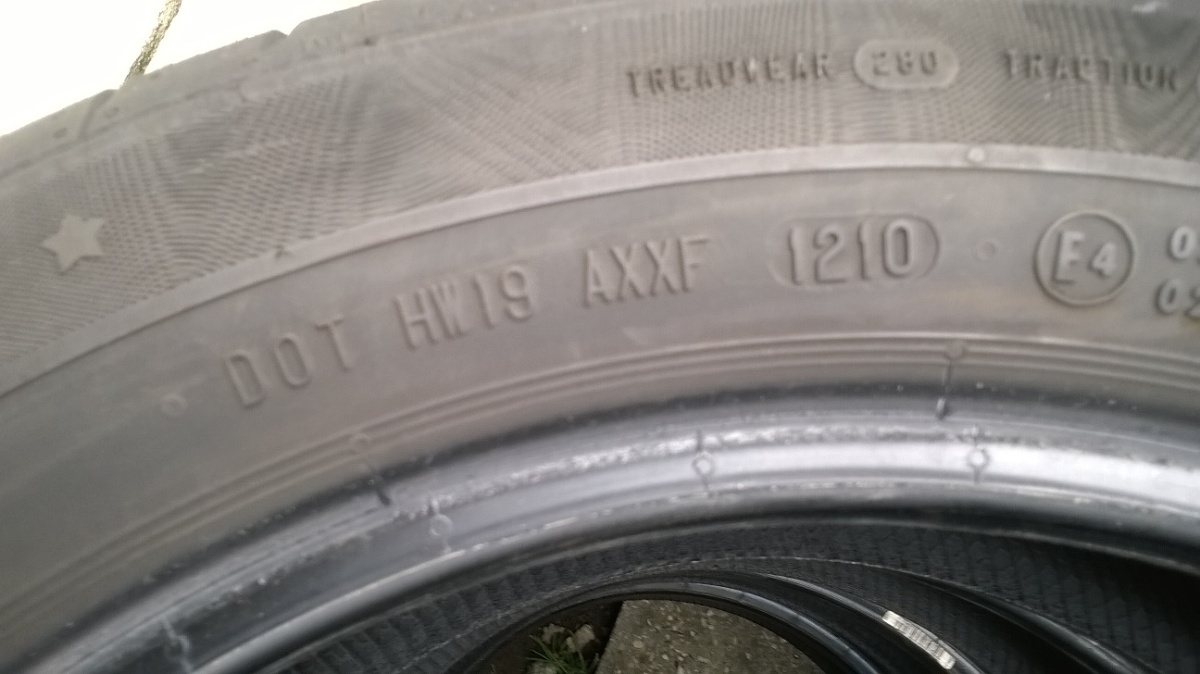 TREADWEAR 280 TRACTION
DOT HW19 AXXF 1210 E4